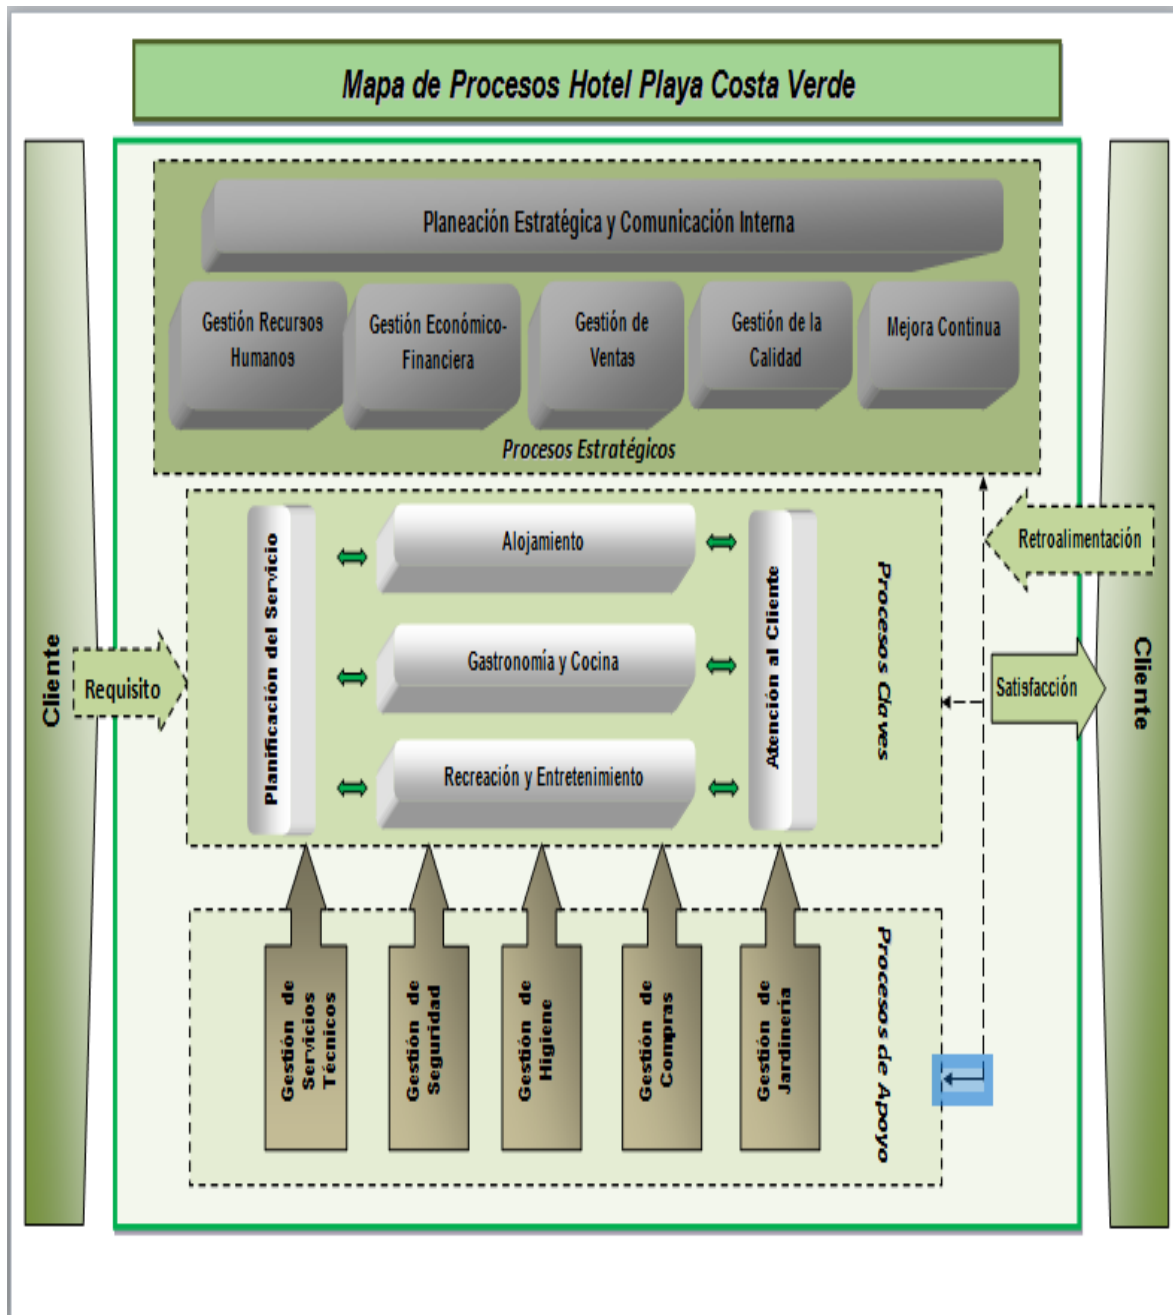 Mapa de Procesos Hotel Playa Costa Verde
Planeación Estratégica y Comunicación Interna
Gestión Recursos
Humanos
Gestión Económico-
Financiera
Gestión de
Ventas
Gestión de la
Calidad
Mejora Continua
Procesos Estratégicos
Cliente
Requisito
Planificación del Servicio
Alojamiento
Gastronomía y Cocina
Recreación y Entretenimiento
Atención al Cliente
Procesos Claves
Retroalimentación
Satisfacción
Cliente
Gestión de
Servicios
Técnicos
Gestión de
Seguridad
Gestión de
Higiene
Gestión de
Compras
Gestión de
Jardinería
Procesos de Apoyo